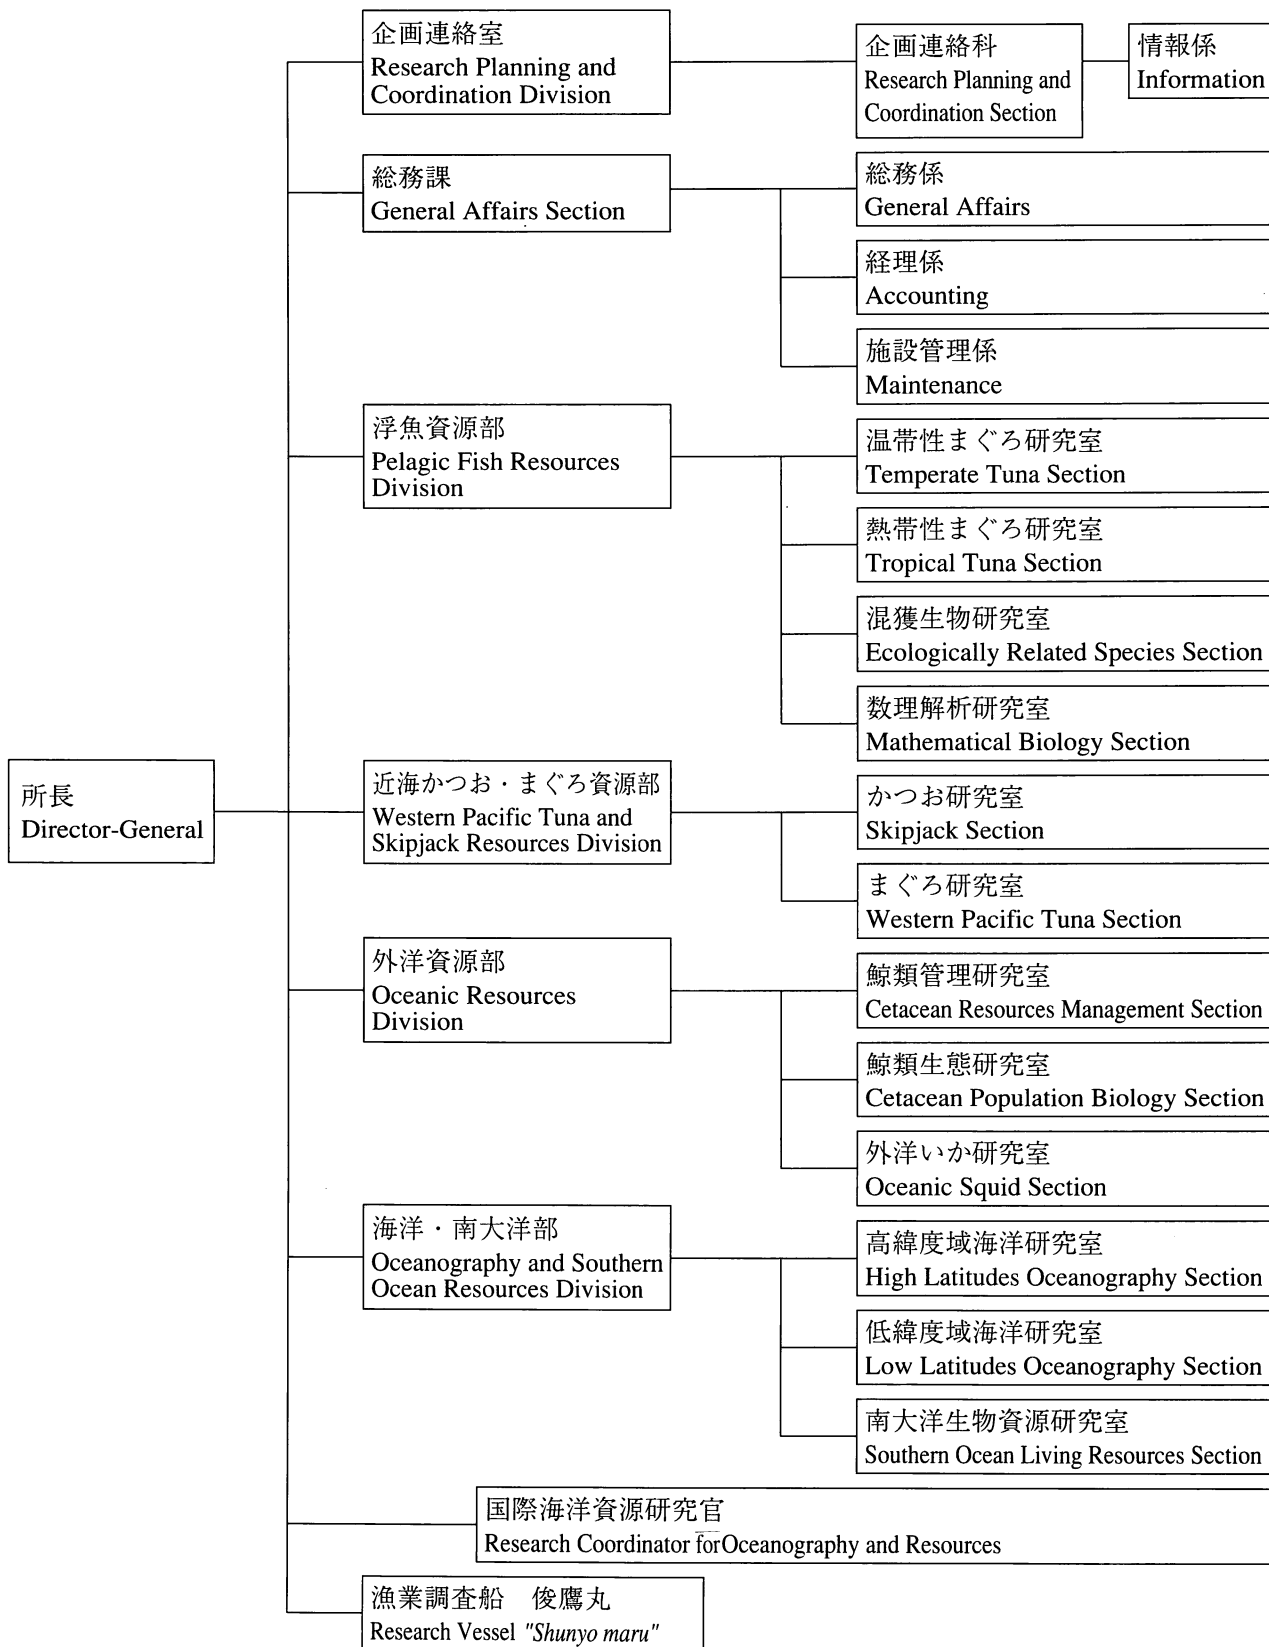 企画連絡室
Research Planning and
Coordination Division
企画連絡科
Research Planning and
Coordination Section
情報係
Information
総務課
General Affairs Section
総務係
General Affairs
経理係
Accounting
施設管理係
Maintenance
浮魚資源部
Pelagic Fish Resources
Division
温帯性まぐろ研究室
Temperate Tuna Section
熱帯性まぐろ研究室
Tropical Tuna Section
混獲生物研究室
Ecologically Related Species Section
数理解析研究室
Mathematical Biology Section
所長
Director-General
近海かつお・まぐろ資源部
Western Pacific Tuna and
Skipjack Resources Division
かつお研究室
Skipjack Section
まぐろ研究室
Western Pacific Tuna Section
外洋資源部
Oceanic Resources
Division
鯨類管理研究室
Cetacean Resources Management Section
鯨類生態研究室
Cetacean Population Biology Section
外洋いか研究室
Oceanic Squid Section
海洋・南大洋部
Oceanography and Southern
Ocean Resources Division
高緯度域海洋研究室
High Latitudes Oceanography Section
低緯度域海洋研究室
Low Latitudes Oceanography Section
南大洋生物資源研究室
Southern Ocean Living Resources Section
国際海洋資源研究官
Research Coordinator for Oceanography and Resources
漁業調査船 俊鷹丸
Research Vessel "Shunyo maru"